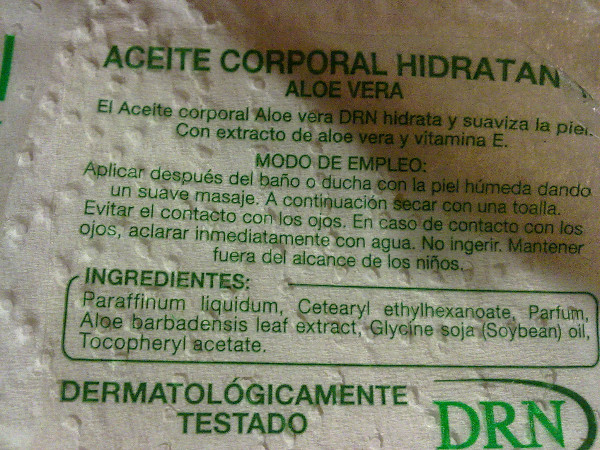 ACEITE CORPORAL HIDRATAN
ALOE VERA
El Aceite corporal Aloe vera DRN hidrata y suaviza la piel.
Con extracto de aloe vera y vitamina E.
MODO DE EMPLEO:
Aplicar después del baño o ducha con la piel húmeda dando
un suave masaje. A continuación secar con una toalla.
Evitar el contacto con los ojos. En caso de contacto con los
ojos, aclarar inmediatamente con agua. No ingerir. Mantener
fuera del alcance de los niños.
INGREDIENTES:
Paraffinum liquidum, Cetearyl ethylhexanoate, Parfum,
Aloe barbadensis leaf extract, Glycine soja (Soybean) oil,
Tocopheryl acetate.
DERMATOLÓGICAMENTE
TESTADO
DRN